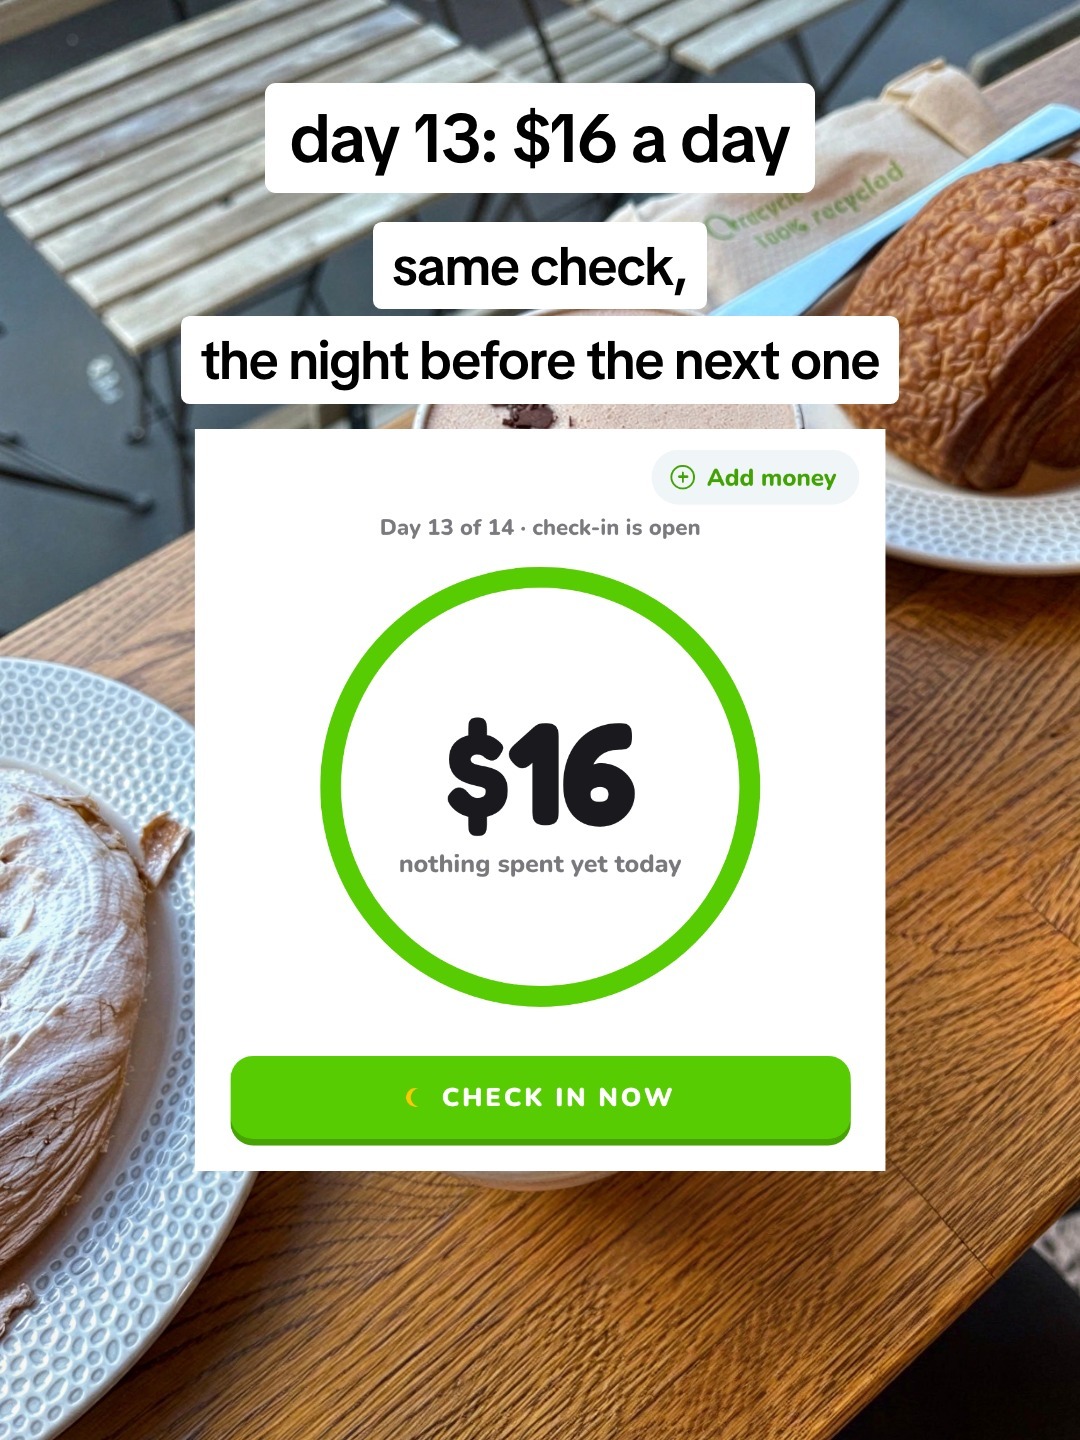 day 13: $16 a day
recycle
100% recycled
same check,
the night before the next one
Add money
Day 13 of 14 · check-in is open
$16
nothing spent yet today
CHECK IN NOW